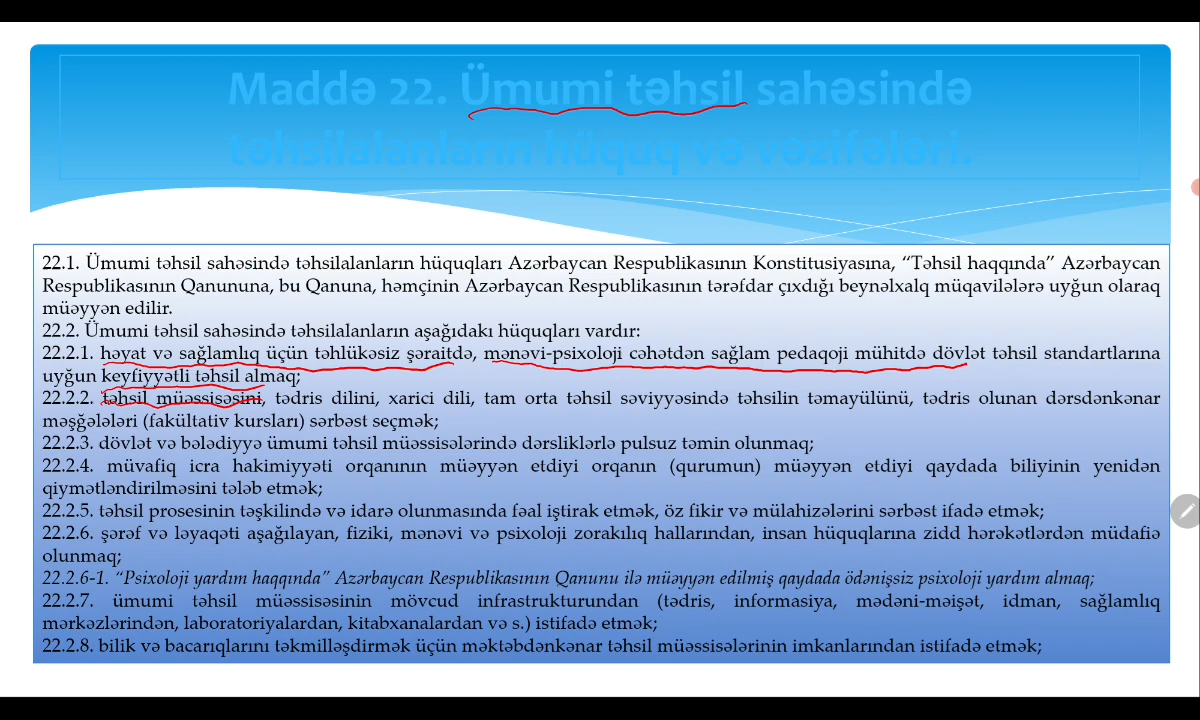 Maddə 22. Ümumi təhsil sahəsində
təhsilalanların hüquq və vəzifələri.
22.1. Ümumi təhsil sahəsində təhsilalanların hüquqları Azərbaycan Respublikasının Konstitusiyasına, “Təhsil haqqında” Azərbaycan
Respublikasının Qanununa, bu Qanuna, həmçinin Azərbaycan Respublikasının tərəfdar çıxdığı beynəlxalq müqavilələrə uyğun olaraq
müəyyən edilir.
22.2. Ümumi təhsil sahəsində təhsilalanların aşağıdakı hüquqları vardır:
22.2.1. həyat və sağlamlıq üçün təhlükəsiz şəraitdə, mənəvi-psixoloji cəhətdən sağlam pedaqoji mühitdə dövlət təhsil standartlarına
uyğun keyfiyyətli təhsil almaq;
22.2.2. təhsil müəssisəsini, tədris dilini, xarici dili, tam orta təhsil səviyyəsində təhsilin təmayülünü, tədris olunan dərsdənkənar
məşğələləri (fakültativ kursları) sərbəst seçmək;
22.2.3. dövlət və bələdiyyə ümumi təhsil müəssisələrində dərsliklərlə pulsuz təmin olunmaq;
22.2.4. müvafiq icra hakimiyyəti orqanının müəyyən etdiyi orqanın (qurumun) müəyyən etdiyi qaydada biliyinin yenidən
qiymətləndirilməsini tələb etmək;
22.2.5. təhsil prosesinin təşkilində və idarə olunmasında fəal iştirak etmək, öz fikir və mülahizələrini sərbəst ifadə etmək;
22.2.6. şərəf və ləyaqəti aşağılayan, fiziki, mənəvi və psixoloji zorakılıq hallarından, insan hüquqlarına zidd hərəkətlərdən müdafiə
olunmaq;
22.2.6-1. “Psixoloji yardım haqqında” Azərbaycan Respublikasının Qanunu ilə müəyyən edilmiş qaydada ödənişsiz psixoloji yardım almaq;
22.2.7. ümumi təhsil müəssisəsinin mövcud infrastrukturundan (tədris, informasiya, mədəni-məişət, idman, sağlamlıq
mərkəzlərindən, laboratoriyalardan, kitabxanalardan və s.) istifadə etmək;
22.2.8. bilik və bacarıqlarını təkmilləşdirmək üçün məktəbdənkənar təhsil müəssisələrinin imkanlarından istifadə etmək;